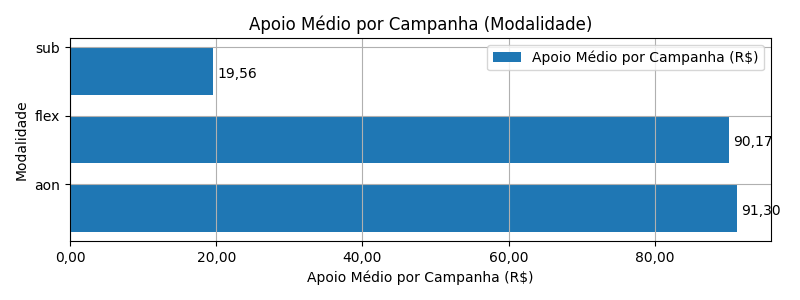 Apoio Médio por Campanha (Modalidade)
Apoio Médio por Campanha (R$)
Modalidade
sub
19,56
flex
90,17
aon
91,30
0,00 20,00 40,00 60,00 80,00
Apoio Médio por Campanha (R$)